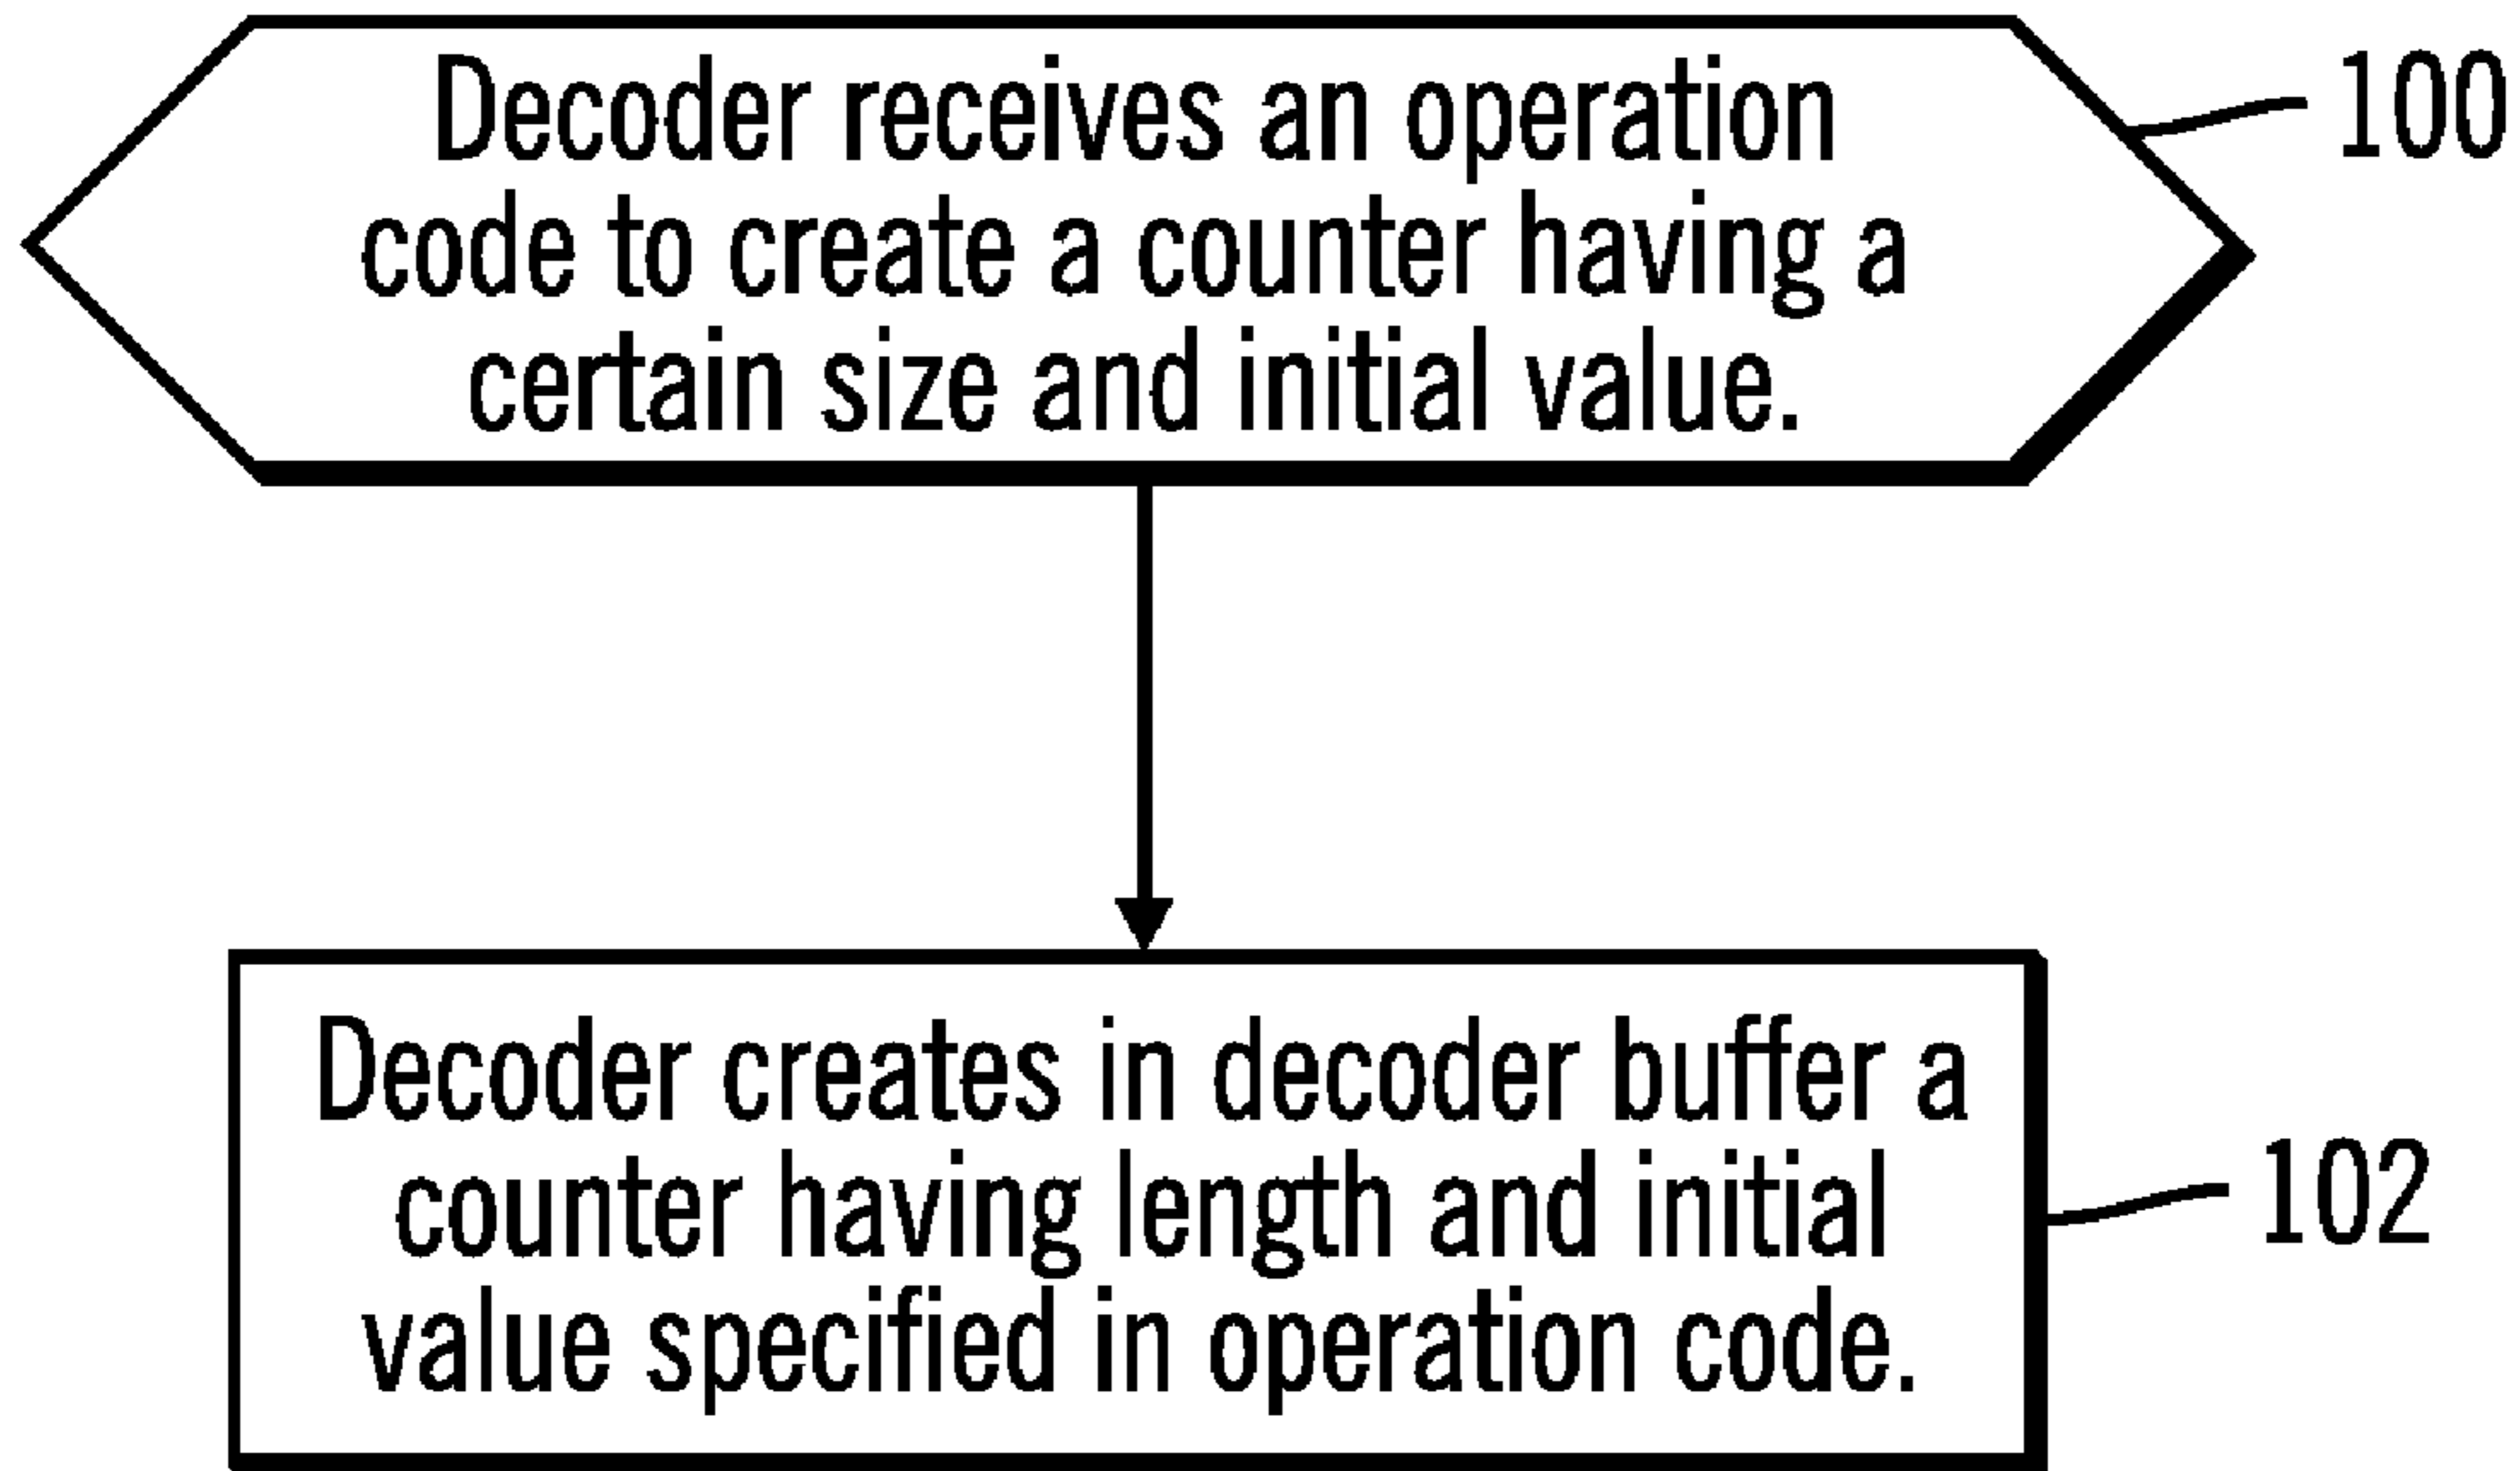 Decoder receives an operation
100
code to create a counter having a
certain size and initial value.
Decoder creates in decoder buffer a
counter having length and initial
102
value specified in operation code.